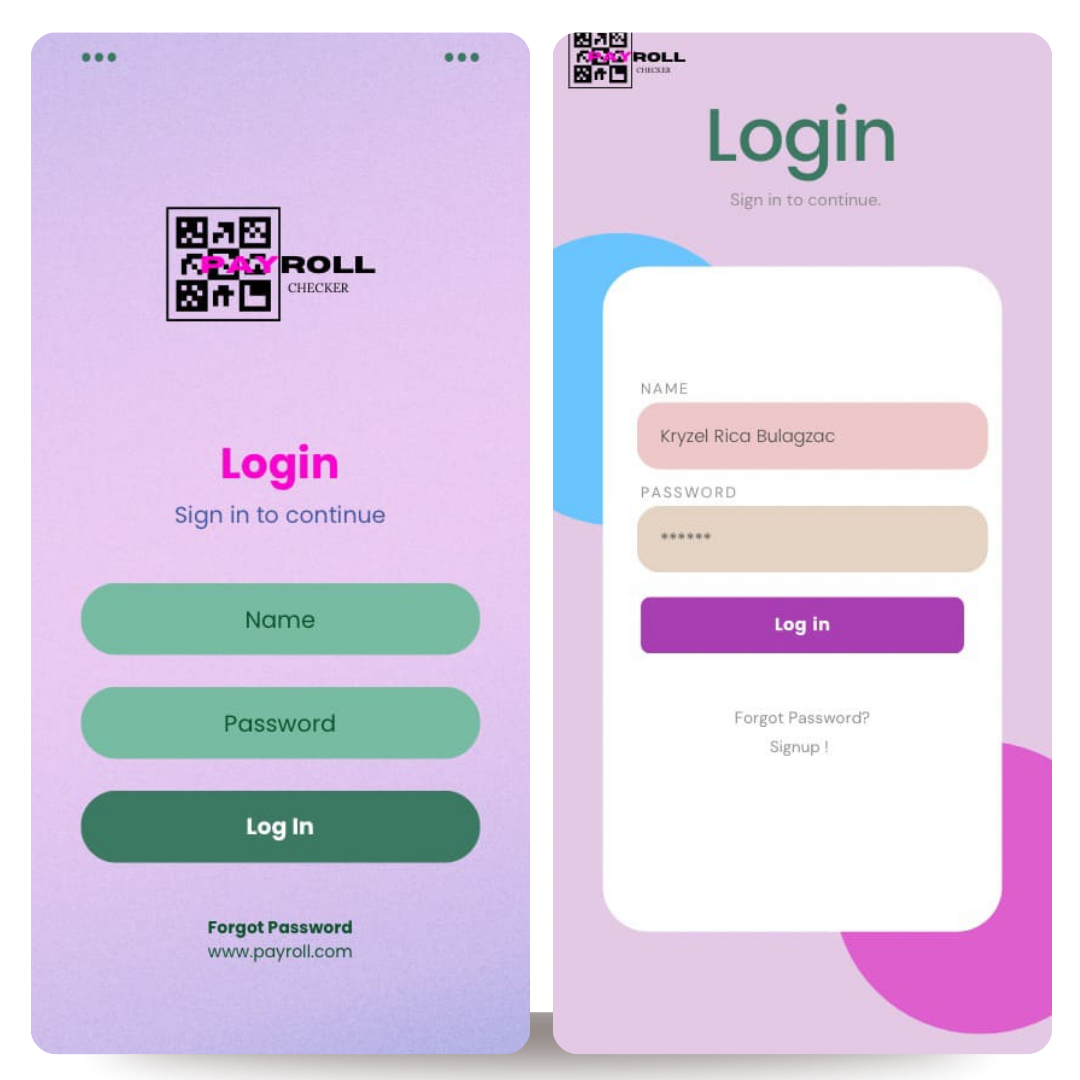 PAYROLL
CHECKER
Login
Sign in to continue
Name
Password
Log In
Forgot Password
www.payroll.com
PAYROLL
CHECKER
Login
Sign in to continue.
NAME
Kryzel Rica Bulagzac
PASSWORD
******
Log in
Forgot Password?
Signup !